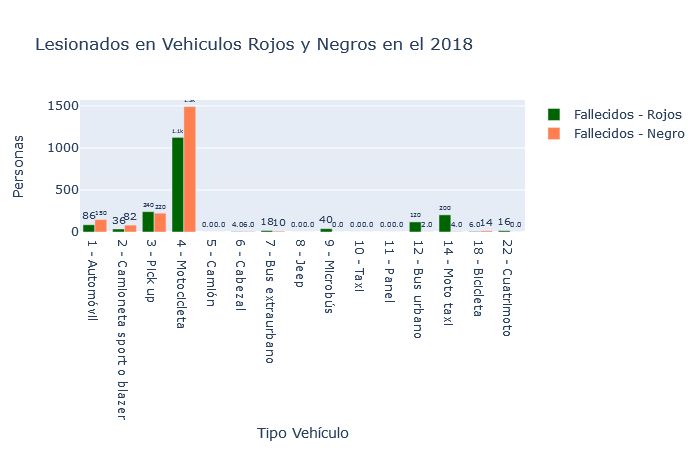 Lesionados en Vehiculos Rojos y Negros en el 2018
Fallecidos - Rojos
Fallecidos - Negro
Personas
1500
1000
500
0
86 150 36 82 240 220 1.1k 0.0 0.0 4.0 6.0 18 10 0.0 0.0 40 0.0 0.0 0.0 0.0 0.0 120 2.0 200 4.0 6.0 14 16 0.0
1 - Automóvil
2 - Camioneta sport o blazer
3 - Pick up
4 - Motocicleta
5 - Camión
6 - Cabezal
7 - Bus extraurbano
8 - Jeep
9 - Microbús
10 - Taxi
11 - Panel
12 - Bus urbano
14 - Moto taxi
18 - Bicicleta
22 - Cuatrimoto
Tipo Vehículo